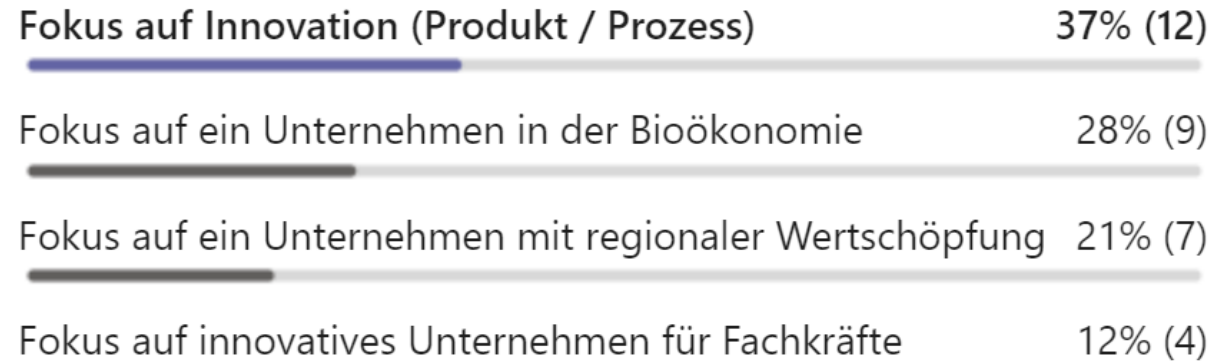 Fokus auf Innovation (Produkt / Prozess) 37% (12)
Fokus auf ein Unternehmen in der Bioökonomie 28% (9)
Fokus auf ein Unternehmen mit regionaler Wertschöpfung 21% (7)
Fokus auf innovatives Unternehmen für Fachkräfte 12% (4)